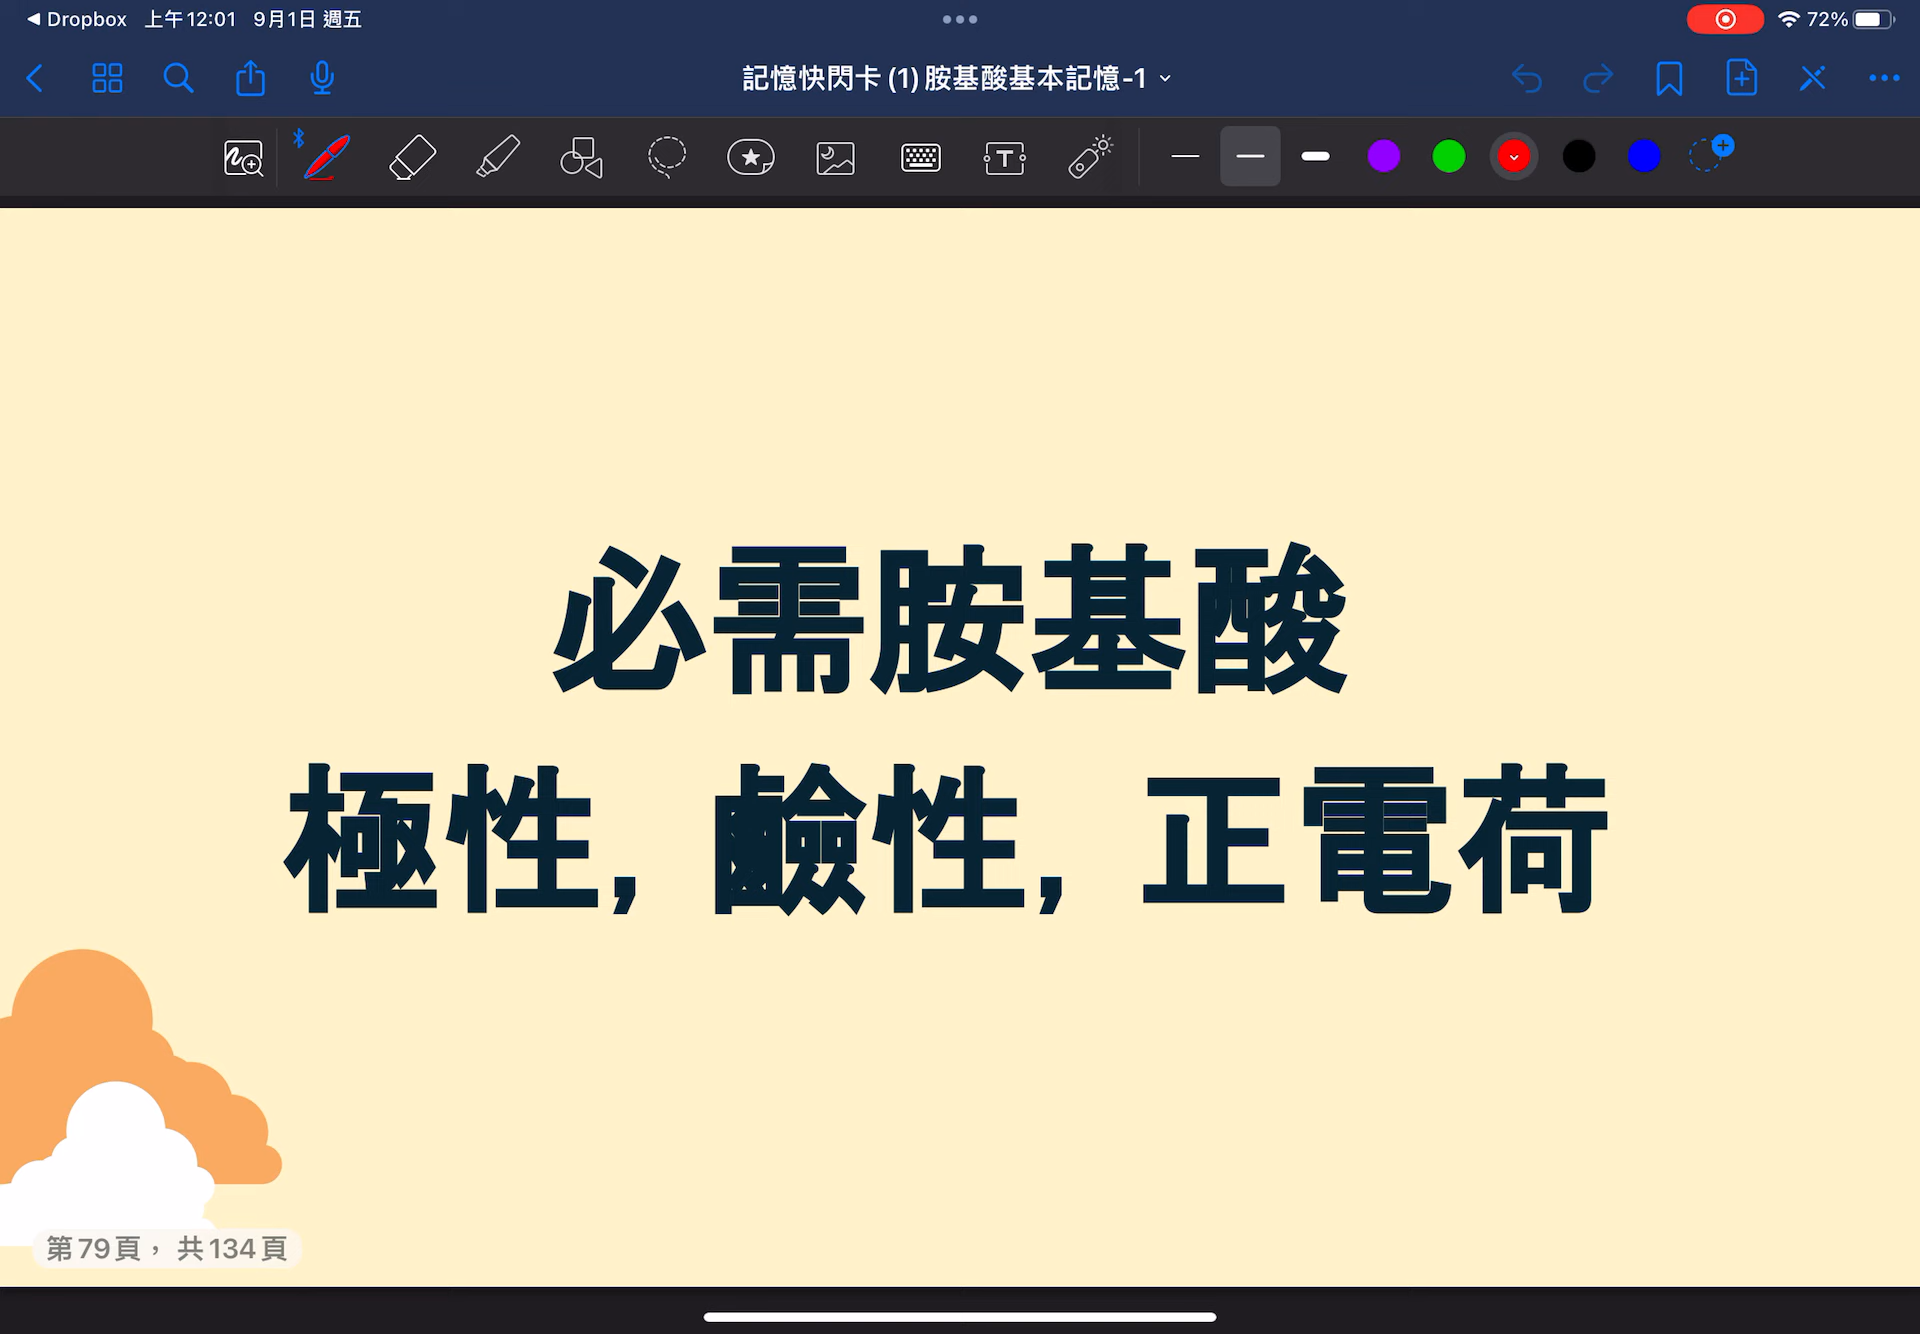 ◀ Dropbox 上午12:01 9月1日 週五
72%
記憶快閃卡 (1) 胺基酸基本記憶-1
T
必需胺基酸
極性, 鹼性, 正電荷
第79頁， 共134頁